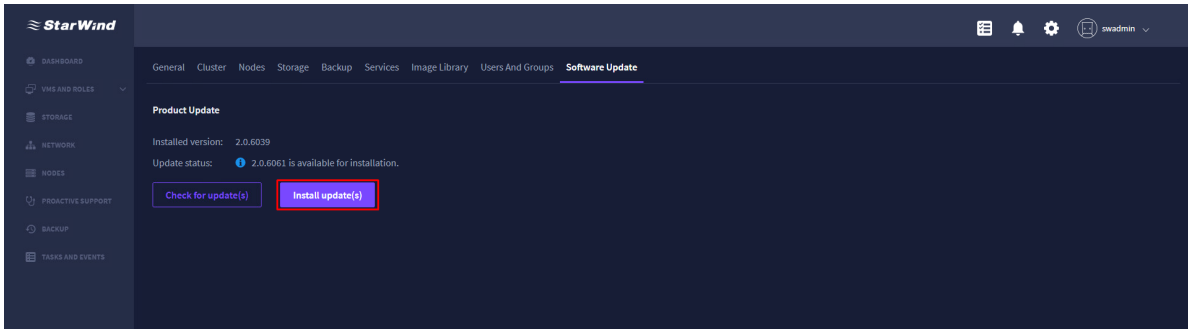 StarWind
swadmin
DASHBOARD
VMS AND ROLES
STORAGE
NETWORK
NODES
PROACTIVE SUPPORT
BACKUP
TASKS AND EVENTS
General Cluster Nodes Storage Backup Services Image Library Users And Groups Software Update
Product Update
Installed version: 2.0.6039
Update status: 2.0.6061 is available for installation.
Check for update(s) Install update(s)